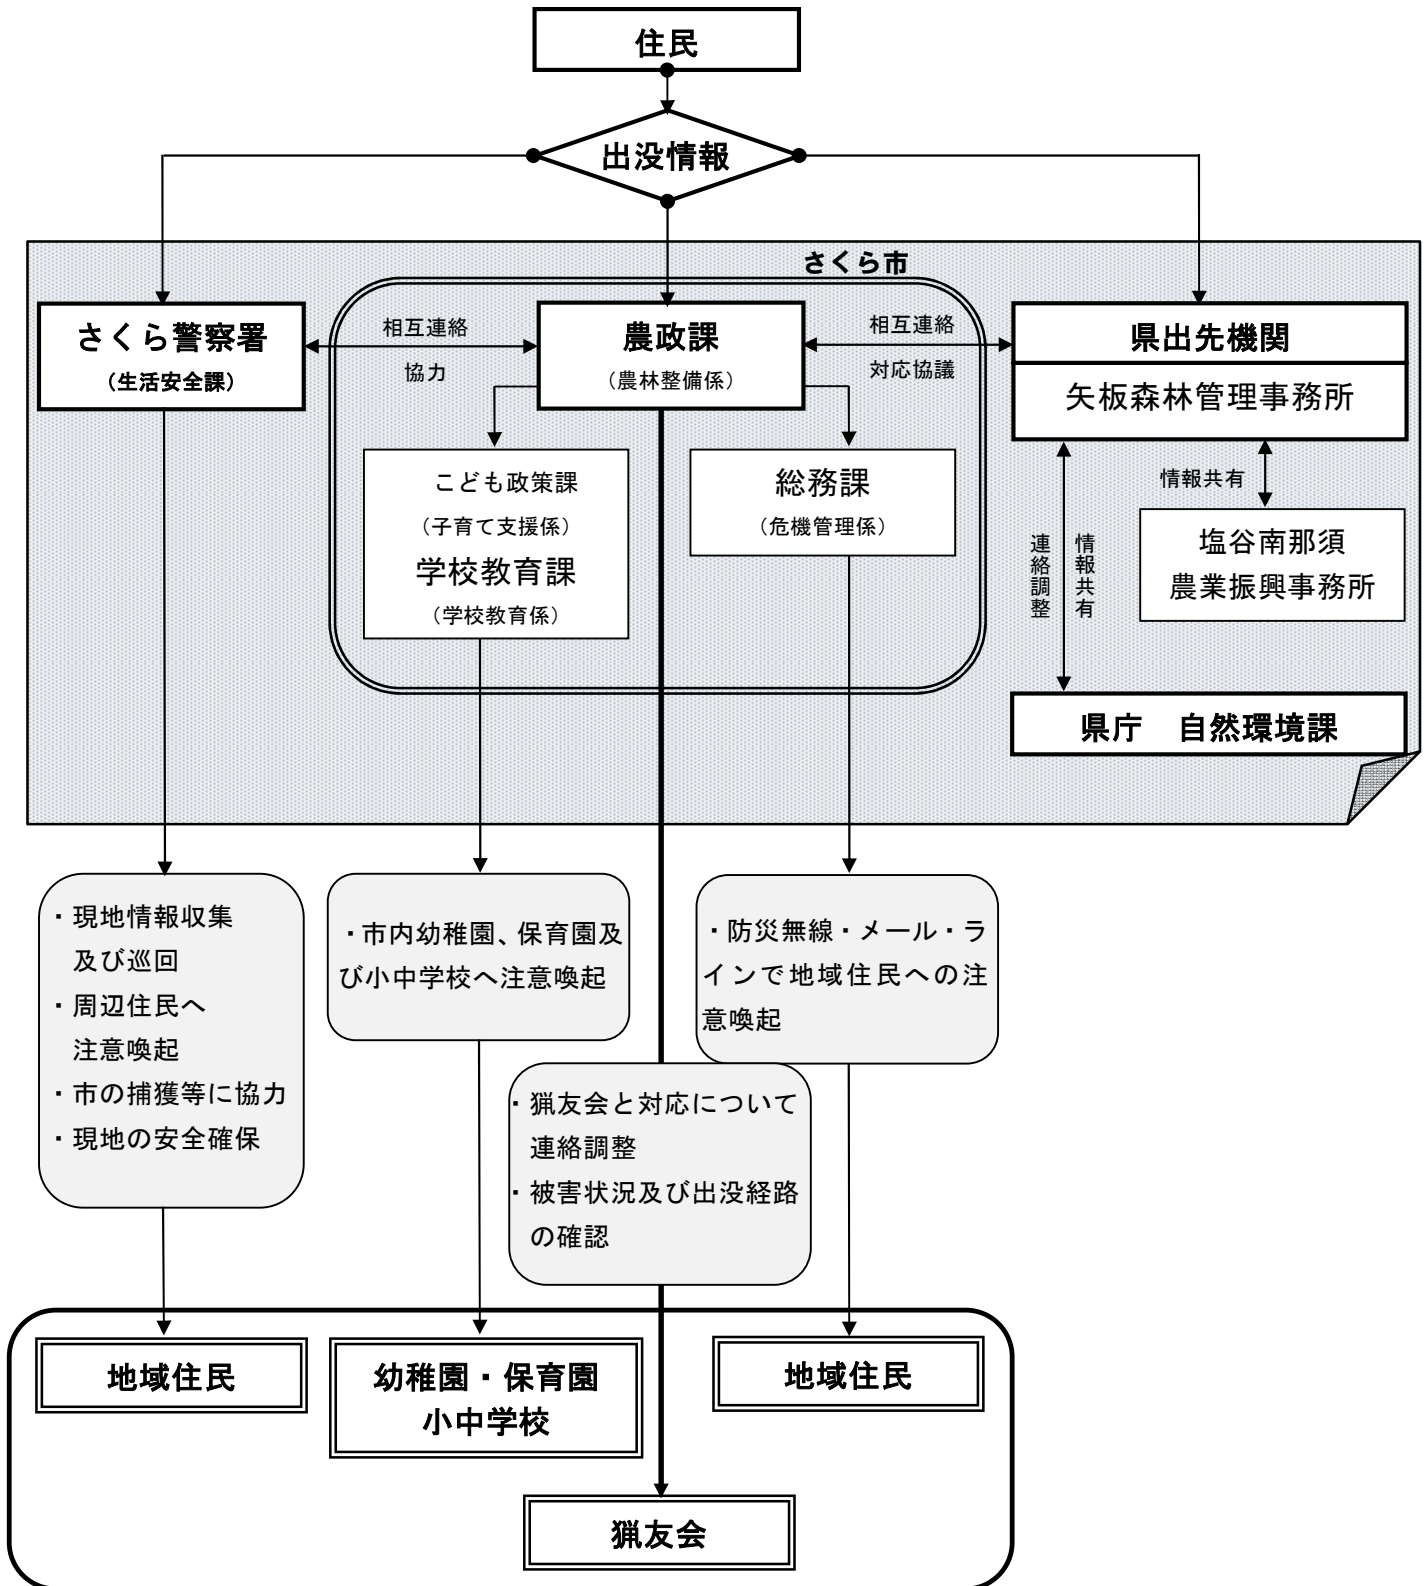 住民
出没情報
さくら市
さくら警察署
（生活安全課）
相互連絡
協力
農政課
（農林整備係）
相互連絡
対応協議
県出先機関
矢板森林管理事務所
こども政策課
（子育て支援係）
学校教育課
（学校教育係）
総務課
（危機管理係）
情報共有
塩谷南那須
農業振興事務所
連絡調整
情報共有
県庁　自然環境課
・現地情報収集
及び巡回
・周辺住民へ
注意喚起
・市の捕獲等に協力
・現地の安全確保
・市内幼稚園、保育園及
び小中学校へ注意喚起
・防災無線・メール・ラ
インで地域住民への注
意喚起
・猟友会と対応について
連絡調整
・被害状況及び出没経路
の確認
地域住民
幼稚園・保育園
小中学校
地域住民
猟友会